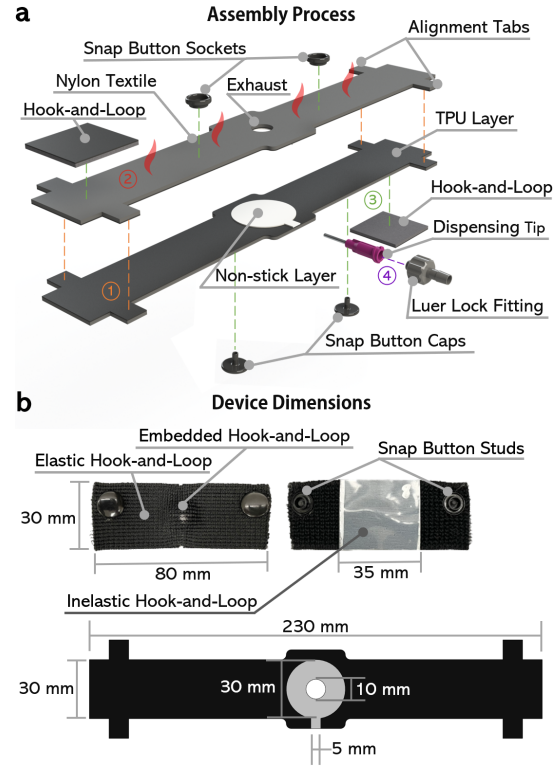 a
Assembly Process
Snap Button Sockets
Alignment Tabs
Nylon Textile
Exhaust
Hook-and-Loop
TPU Layer
②
③
Hook-and-Loop
Dispensing Tip
④
Non-stick Layer
①
Luer Lock Fitting
Snap Button Caps
b
Device Dimensions
Embedded Hook-and-Loop
Snap Button Studs
Elastic Hook-and-Loop
30 mm
80 mm
35 mm
Inelastic Hook-and-Loop
230 mm
30 mm
30 mm
10 mm
5 mm